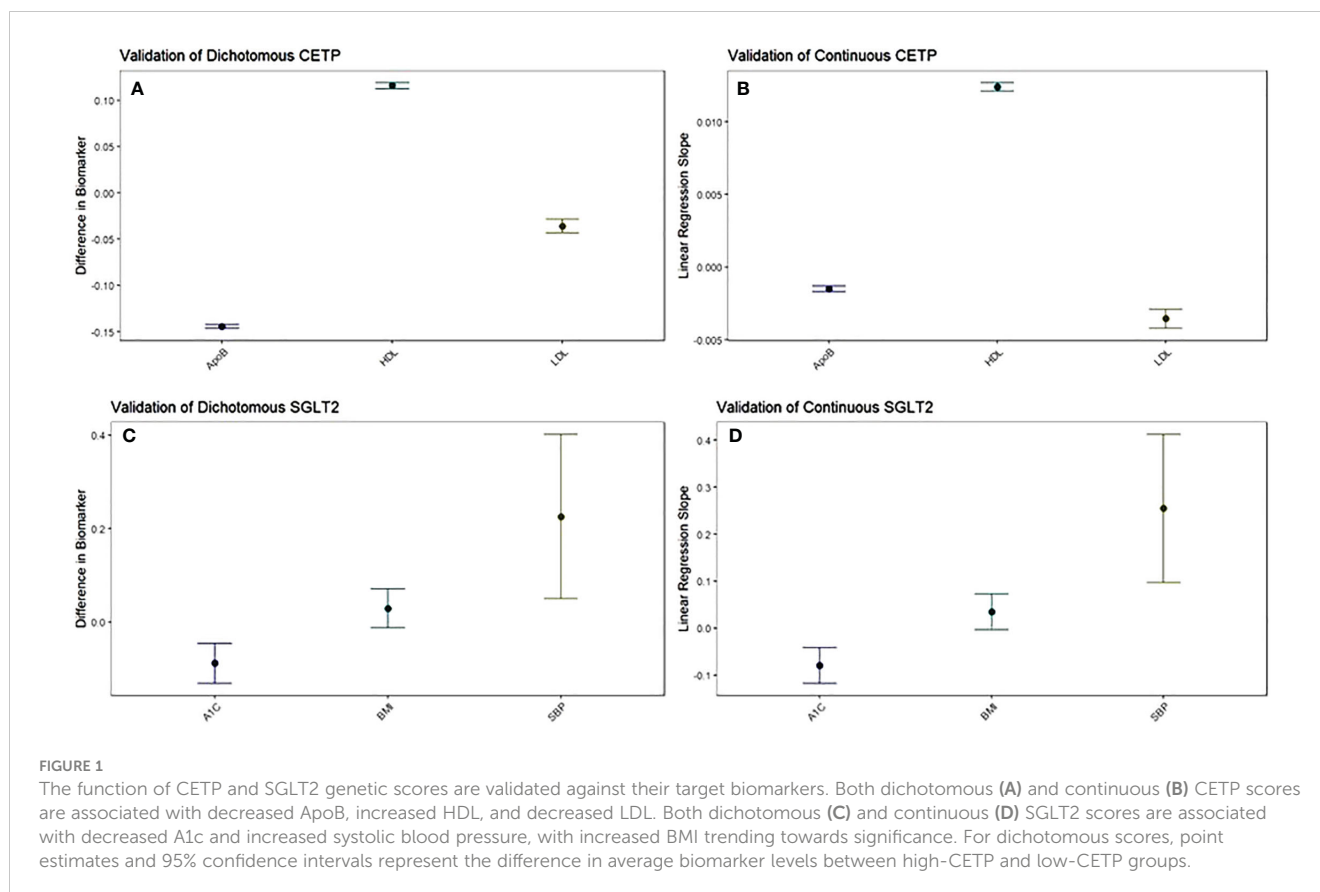 Validation of Dichotomous CETP
A
Difference in Biomarker
0.10
0.05
0.00
-0.05
-0.10
-0.15
ApoB
HDL
LDL
Validation of Continuous CETP
B
Linear Regression Slope
0.010
0.005
0.000
-0.005
ApoB
HDL
LDL
Validation of Dichotomous SGLT2
C
Difference in Biomarker
0.4
0.2
0.0
A1C
BMI
SBP
Validation of Continuous SGLT2
D
Linear Regression Slope
0.4
0.3
0.2
0.1
0.0
-0.1
A1C
BMI
SBP
FIGURE 1
The function of CETP and SGLT2 genetic scores are validated against their target biomarkers. Both dichotomous (A) and continuous (B) CETP scores
are associated with decreased ApoB, increased HDL, and decreased LDL. Both dichotomous (C) and continuous (D) SGLT2 scores are associated
with decreased A1c and increased systolic blood pressure, with increased BMI trending towards significance. For dichotomous scores, point
estimates and 95% confidence intervals represent the difference in average biomarker levels between high-CETP and low-CETP groups.